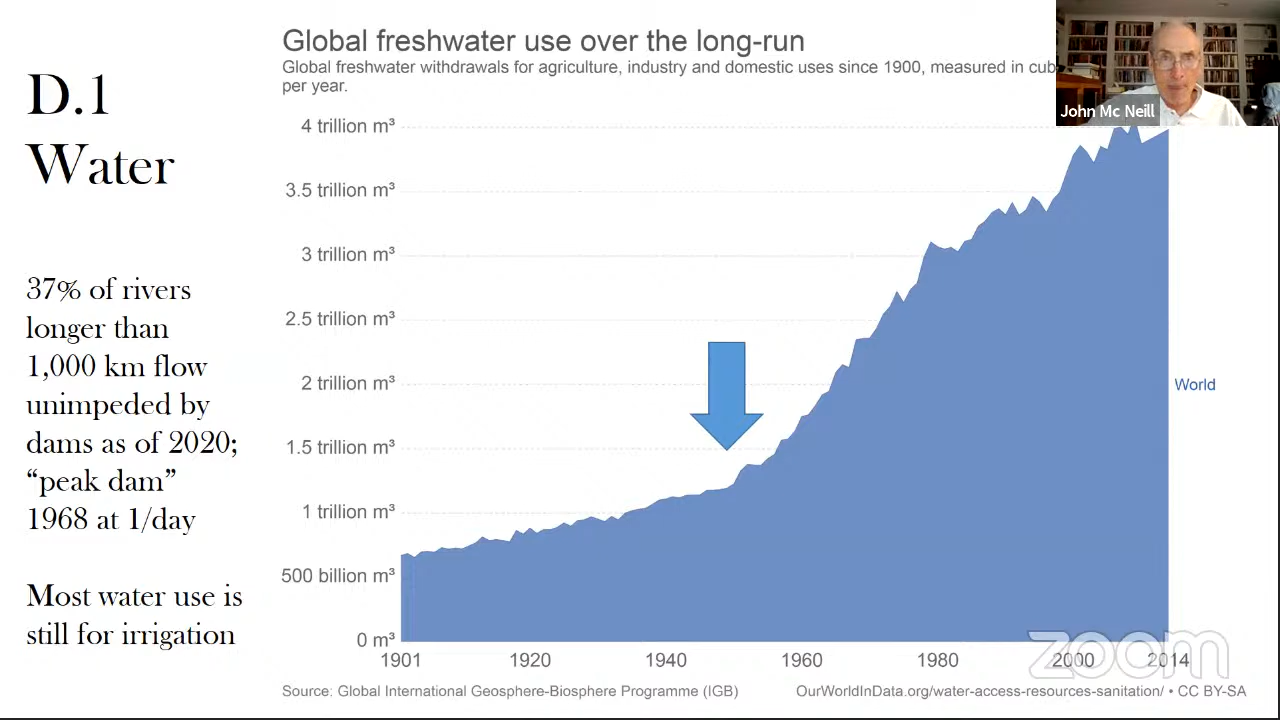 D.1
Water
37% of rivers
longer than
1,000 km flow
unimpeded by
dams as of 2020;
“peak dam”
1968 at 1/day
Most water use is
still for irrigation
Global freshwater use over the long-run
Global freshwater withdrawals for agriculture, industry and domestic uses since 1900, measured in cub
per year.
John Mc Neill
4 trillion m³
3.5 trillion m³
3 trillion m³
2.5 trillion m³
2 trillion m³
1.5 trillion m³
1 trillion m³
500 billion m³
0 m³
World
1901 1920 1940 1960 1980 2000 2014
zoom
Source: Global International Geosphere-Biosphere Programme (IGB) OurWorldInData.org/water-access-resources-sanitation/ • CC BY-SA